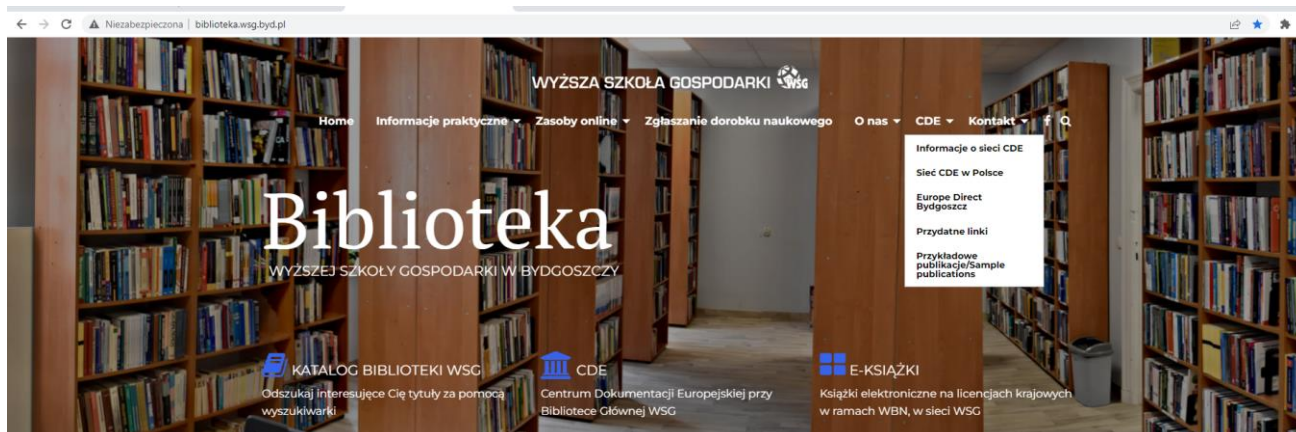 Niezabezpieczona | biblioteka.wsg.byd.pl
WYŻSZA SZKOŁA GOSPODARKI WSG
Home Informacje praktyczne Zasoby online Zgłaszanie dorobku naukowego O nas CDE Kontakt f
Informacje o sieci CDE
Sieć CDE w Polsce
Europe Direct
Bydgoszcz
Przydatne linki
Przykładowe
publikacje/Sample
publications
Biblioteka
WYŻSZEJ SZKOŁY GOSPODARKI W BYDGOSZCZY
KATALOG BIBLIOTEKI WSG
Odszukaj interesujęce Cię tytuły za pomocą
wyszukiwarki
CDE
Centrum Dokumentacji Europejskiej przy
Bibliotece Głównej WSG
E-KSIĄŻKI
Książki elektroniczne na licencjach krajowych
w ramach WBN, w sieci WSG